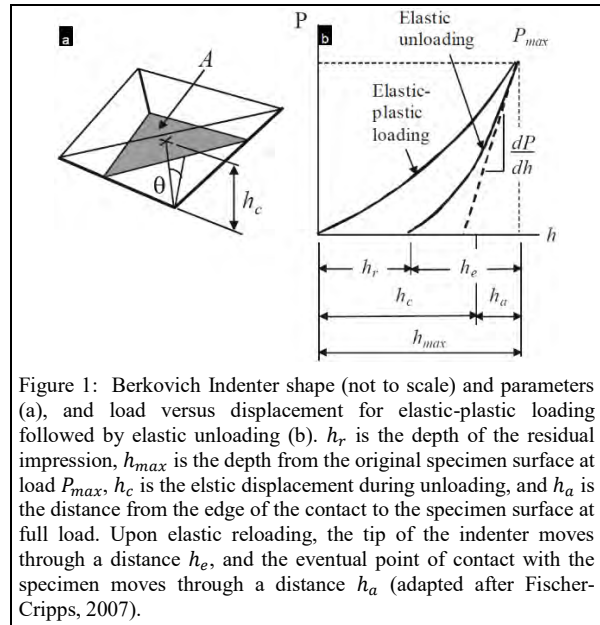 a
A
θ
h_c
P
b
Elastic
unloading
P_max
Elastic-
plastic
loading
dP
dh
h
h_r
h_e
h_c
h_a
h_max
Figure 1: Berkovich Indenter shape (not to scale) and parameters
(a), and load versus displacement for elastic-plastic loading
followed by elastic unloading (b). h_r is the depth of the residual
impression, h_max is the depth from the original specimen surface at
load P_max, h_c is the elstic displacement during unloading, and h_a is
the distance from the edge of the contact to the specimen surface at
full load. Upon elastic reloading, the tip of the indenter moves
through a distance h_e, and the eventual point of contact with the
specimen moves through a distance h_a (adapted after Fischer-
Cripps, 2007).